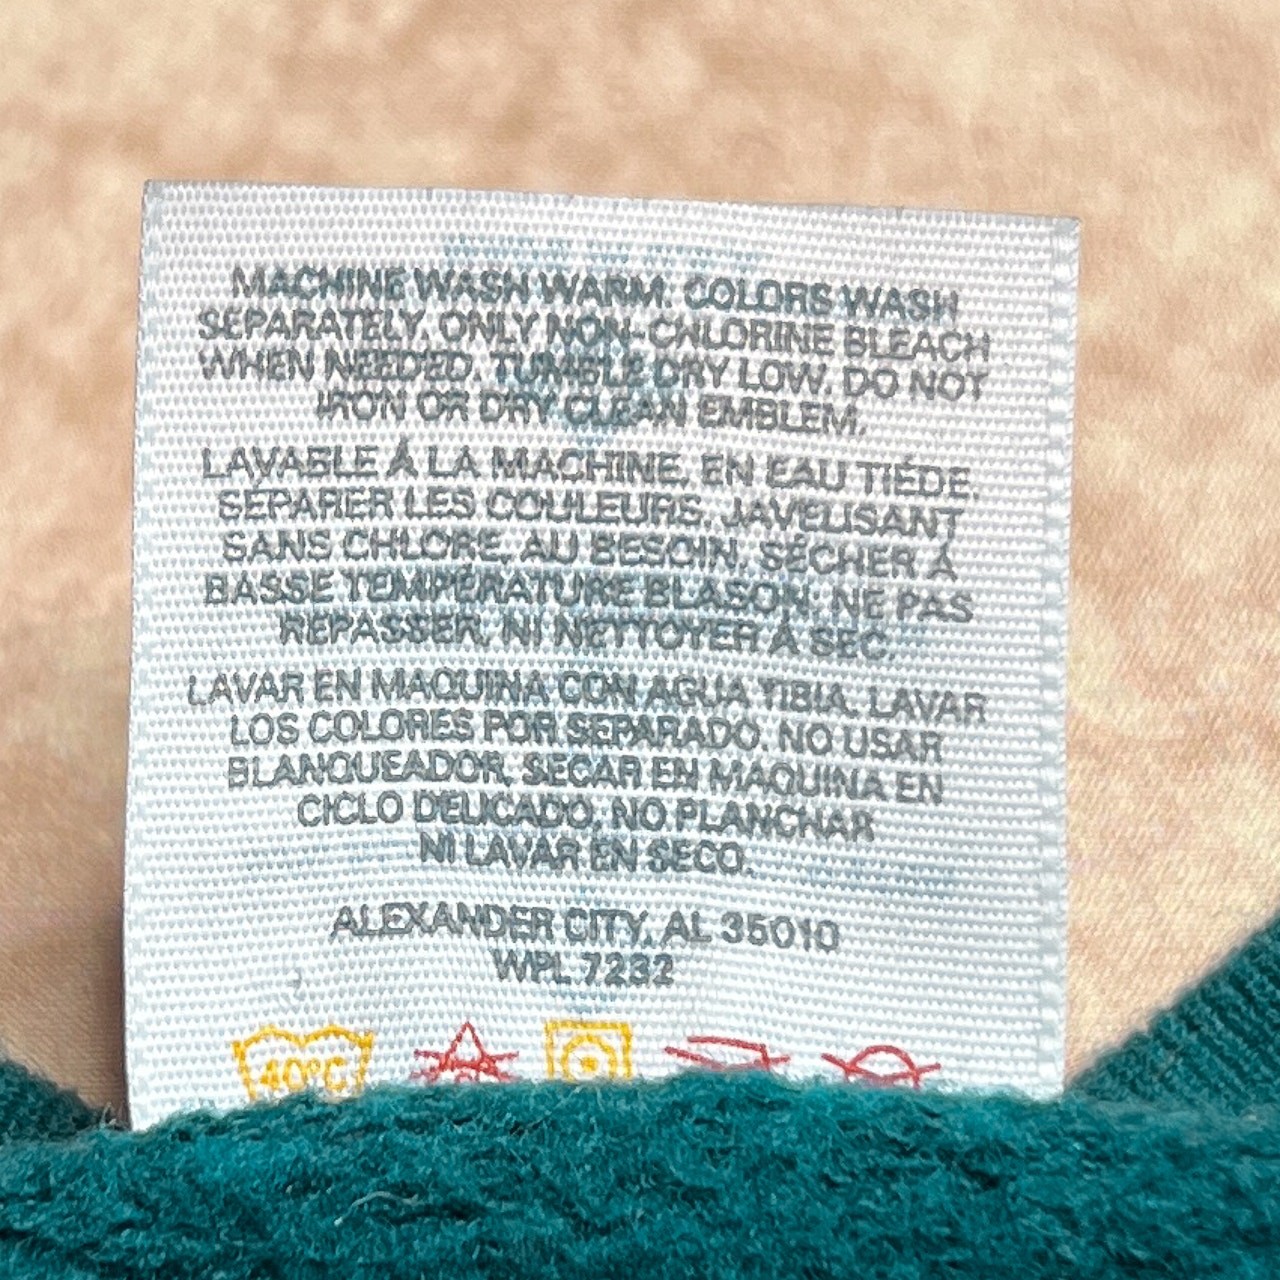 MACHINE WASH WARM. COLORS WASH
SEPARATELY. ONLY NON-CHLORINE BLEACH
WHEN NEEDED. TUMBLE DRY LOW. DO NOT
IRON OR DRY CLEAN EMBLEM.
LAVABLE À LA MACHINE, EN EAU TIÉDE.
SÉPARER LES COULEURS. JAVELISANT
SANS CHLORE, AU BESOIN. SÉCHER À
BASSE TEMPÉRATURE BLASON: NE PAS
REPASSER, NI NETTOYER À SEC.
LAVAR EN MAQUINA CON AGUA TIBIA. LAVAR
LOS COLORES POR SEPARADO. NO USAR
BLANQUEADOR, SECAR EN MAQUINA EN
CICLO DELICADO, NO PLANCHAR
NI LAVAR EN SECO.
ALEXANDER CITY, AL 35010
WPL 7232
40°C